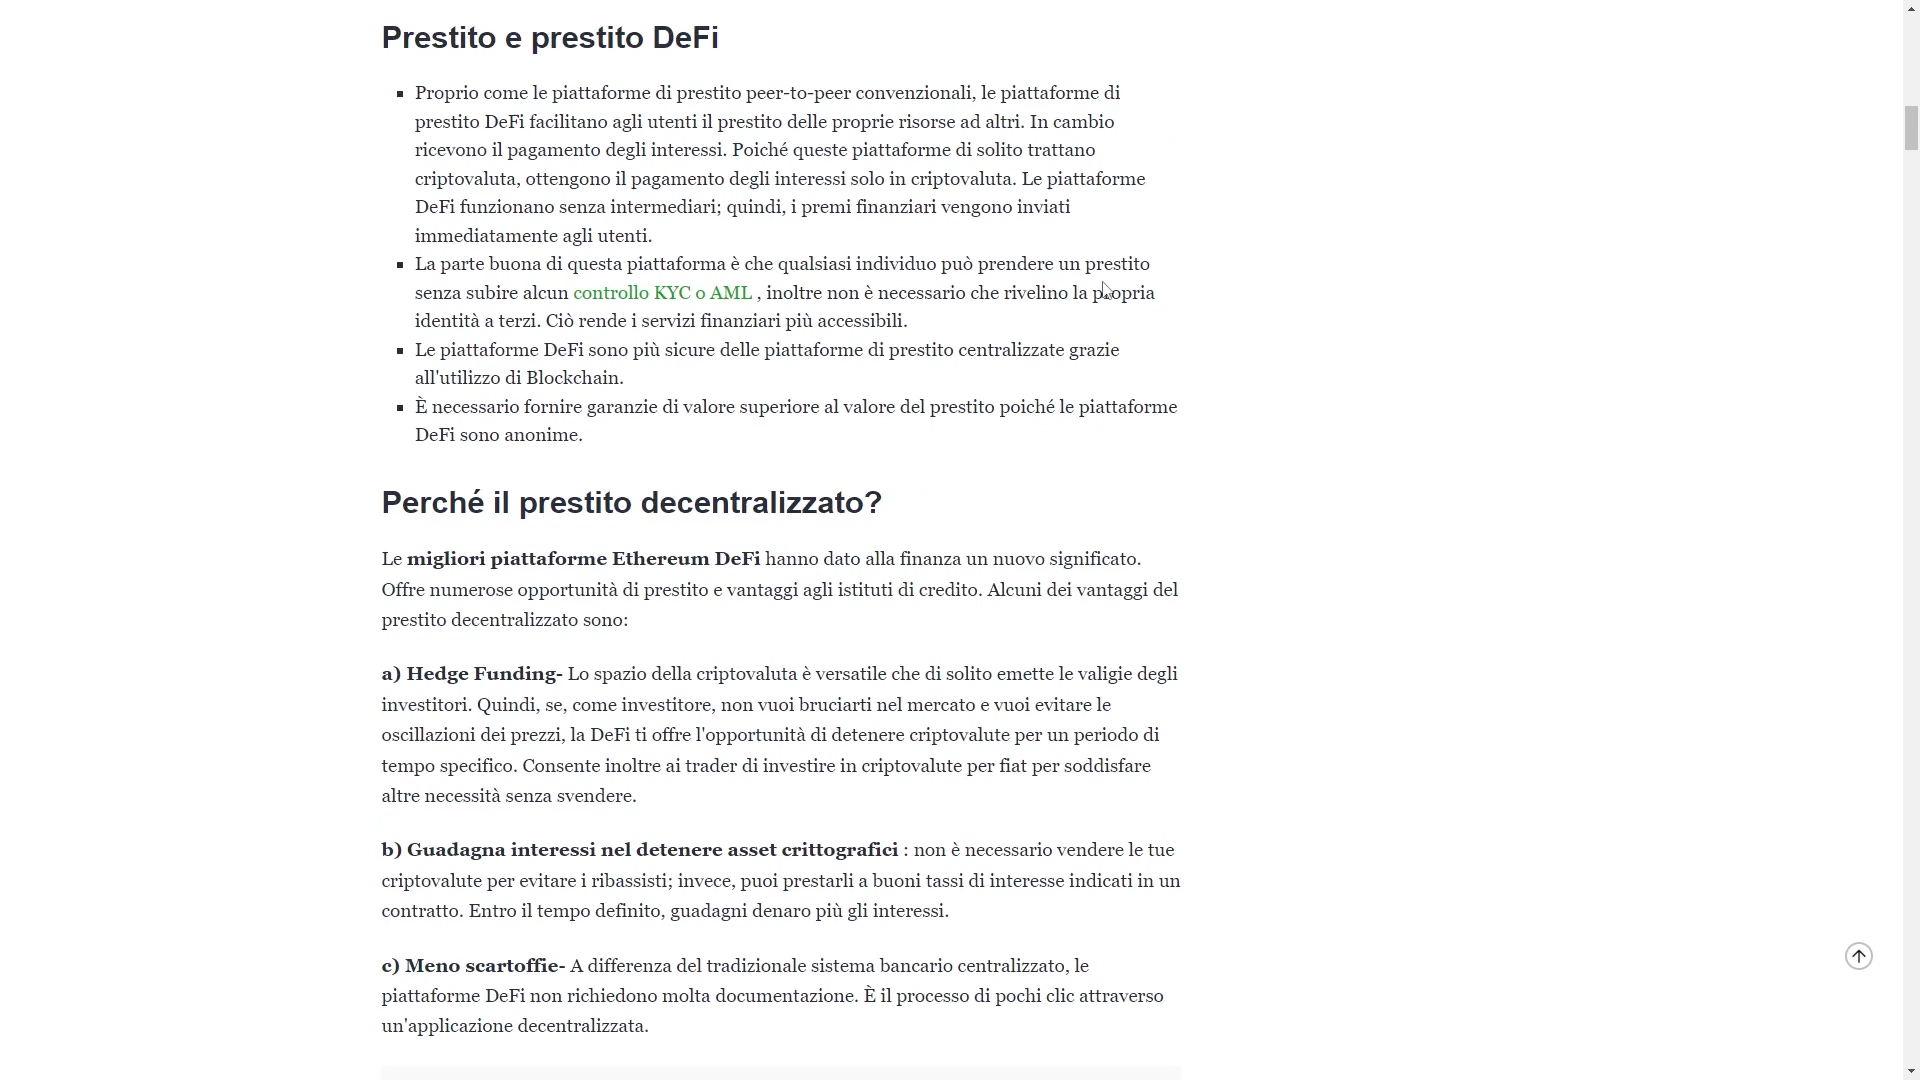 Prestito e prestito DeFi
Proprio come le piattaforme di prestito peer-to-peer convenzionali, le piattaforme di
prestito DeFi facilitano agli utenti il prestito delle proprie risorse ad altri. In cambio
ricevono il pagamento degli interessi. Poiché queste piattaforme di solito trattano
criptovaluta, ottengono il pagamento degli interessi solo in criptovaluta. Le piattaforme
DeFi funzionano senza intermediari; quindi, i premi finanziari vengono inviati
immediatamente agli utenti.
La parte buona di questa piattaforma è che qualsiasi individuo può prendere un prestito
senza subire alcun controllo KYC o AML , inoltre non è necessario che rivelino la propria
identità a terzi. Ciò rende i servizi finanziari più accessibili.
Le piattaforme DeFi sono più sicure delle piattaforme di prestito centralizzate grazie
all'utilizzo di Blockchain.
È necessario fornire garanzie di valore superiore al valore del prestito poiché le piattaforme
DeFi sono anonime.
Perché il prestito decentralizzato?
Le migliori piattaforme Ethereum DeFi hanno dato alla finanza un nuovo significato.
Offre numerose opportunità di prestito e vantaggi agli istituti di credito. Alcuni dei vantaggi del
prestito decentralizzato sono:
a) Hedge Funding- Lo spazio della criptovaluta è versatile che di solito emette le valigie degli
investitori. Quindi, se, come investitore, non vuoi bruciarti nel mercato e vuoi evitare le
oscillazioni dei prezzi, la DeFi ti offre l'opportunità di detenere criptovalute per un periodo di
tempo specifico. Consente inoltre ai trader di investire in criptovalute per fiat per soddisfare
altre necessità senza svendere.
b) Guadagna interessi nel detenere asset crittografici : non è necessario vendere le tue
criptovalute per evitare i ribassisti; invece, puoi prestarli a buoni tassi di interesse indicati in un
contratto. Entro il tempo definito, guadagni denaro più gli interessi.
c) Meno scartoffie- A differenza del tradizionale sistema bancario centralizzato, le
piattaforme DeFi non richiedono molta documentazione. È il processo di pochi clic attraverso
un'applicazione decentralizzata.